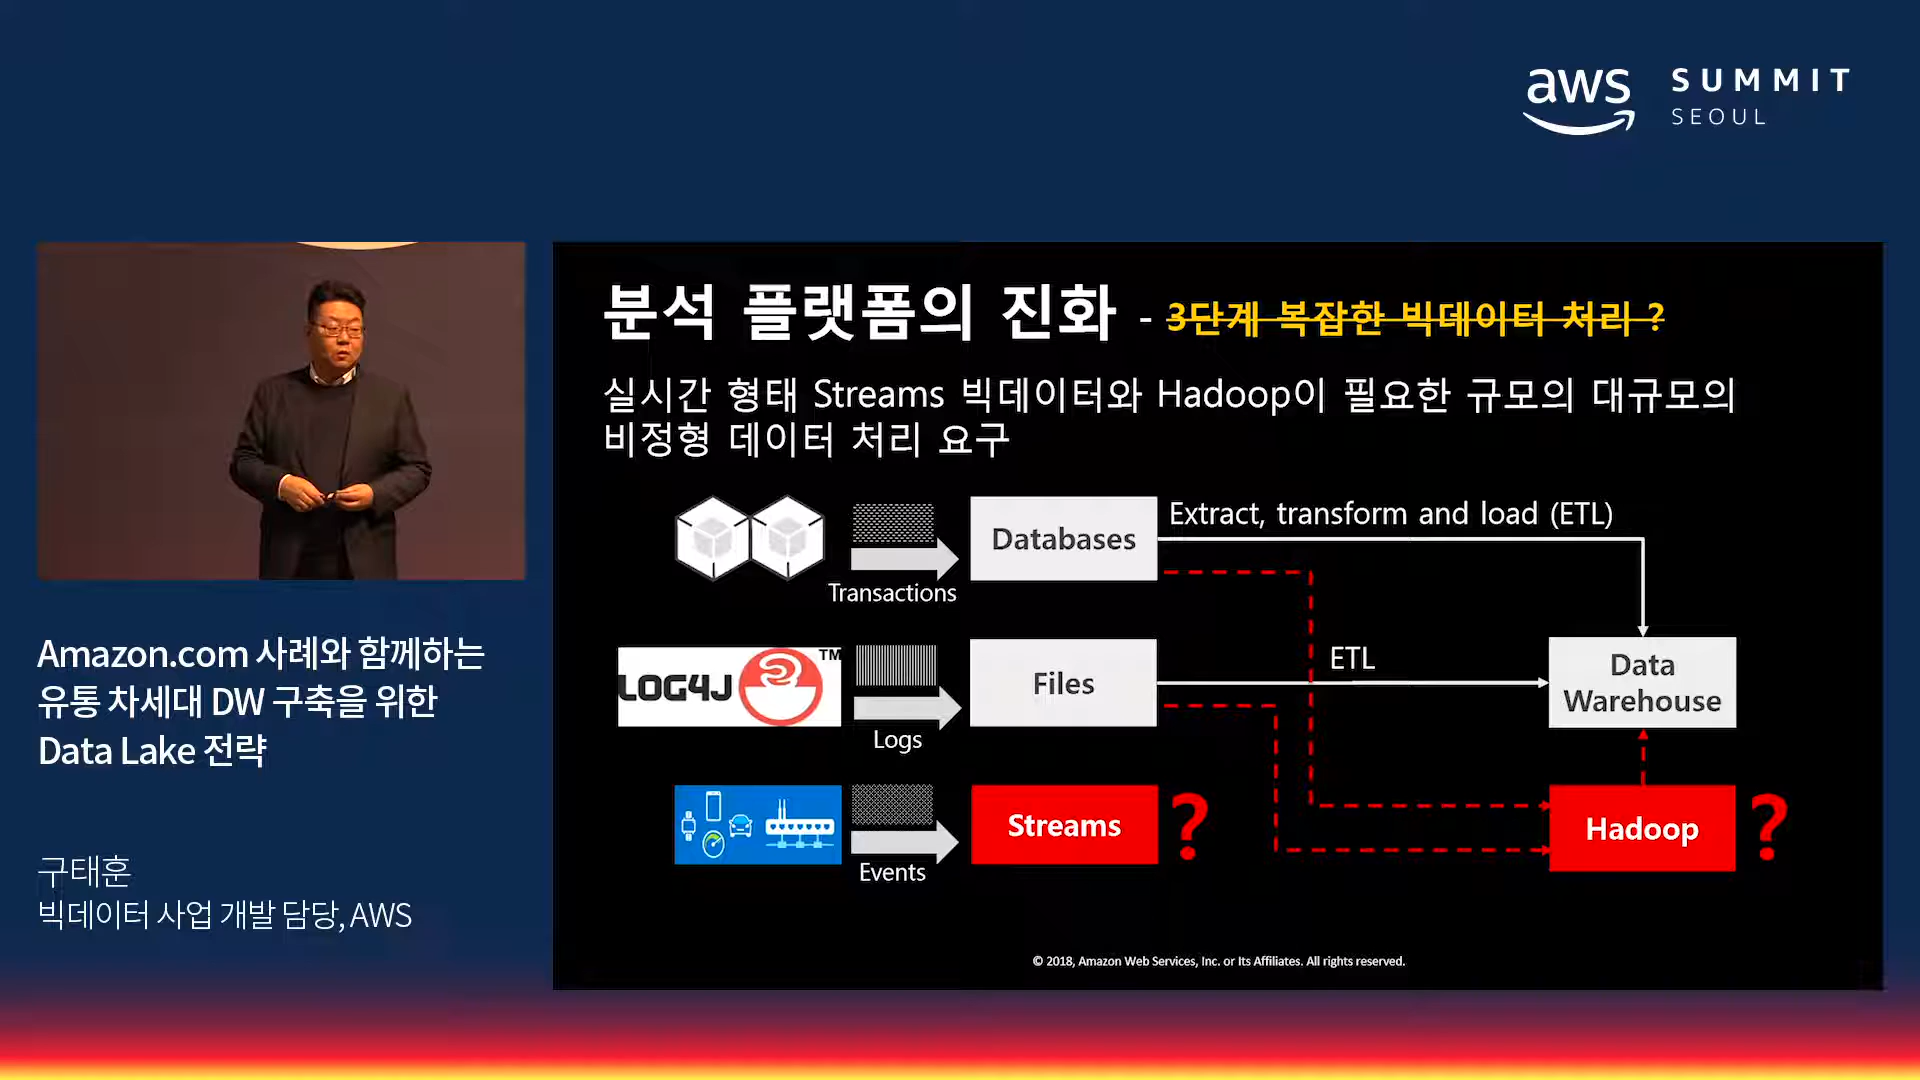 aws SUMMIT
SEOUL
분석 플랫폼의 진화 - 3단계 복잡한 빅데이터 처리 ?
실시간 형태 Streams 빅데이터와 Hadoop이 필요한 규모의 대규모의
비정형 데이터 처리 요구
Databases
Extract, transform and load (ETL)
Transactions
LOG4J TM
Files
ETL
Data
Warehouse
Logs
Streams ?
Hadoop ?
Events
© 2018, Amazon Web Services, Inc. or Its Affiliates. All rights reserved.
Amazon.com 사례와 함께하는
유통 차세대 DW 구축을 위한
Data Lake 전략
구태훈
빅데이터 사업 개발 담당, AWS